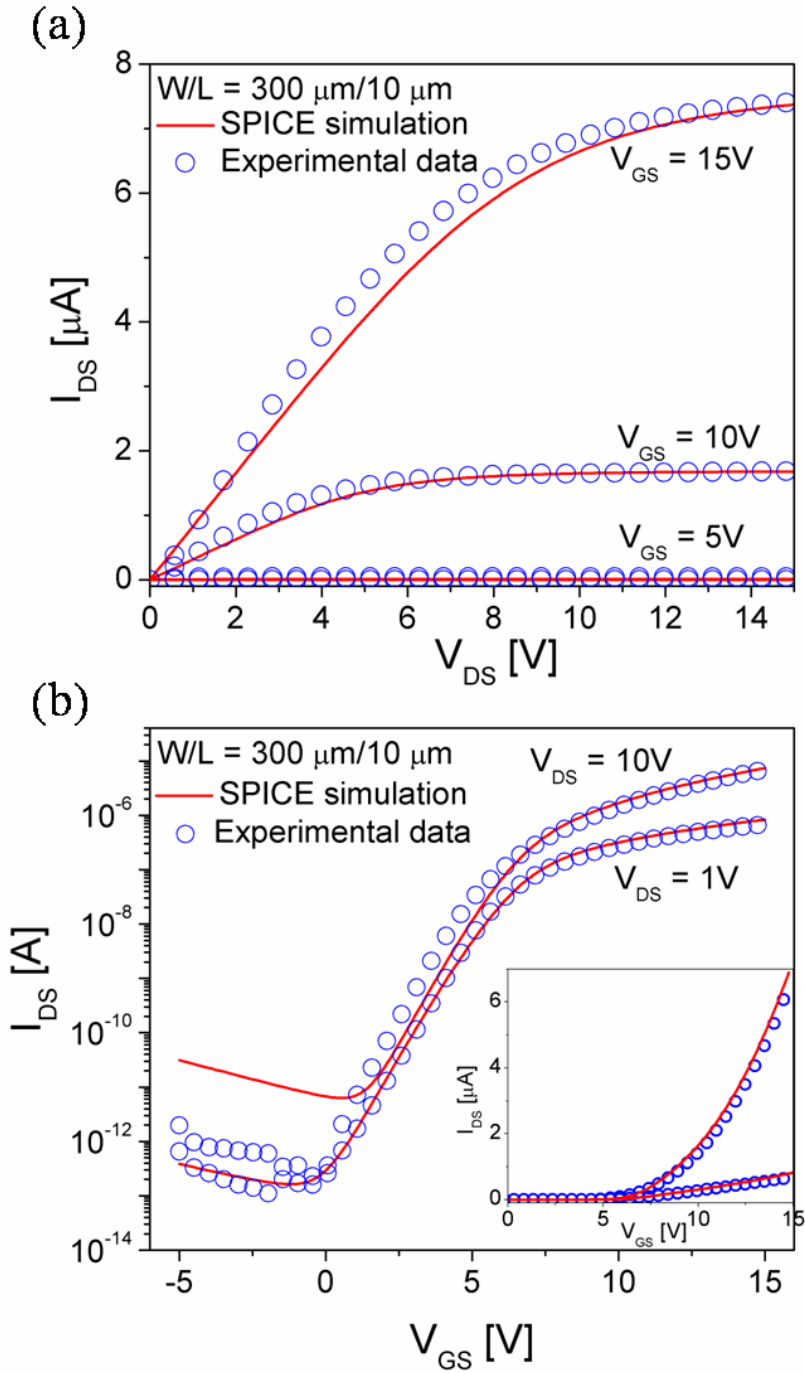 (a)
8
W/L = 300 μm/10 μm
SPICE simulation
Experimental data
V_GS = 15V
6
4
I_DS [μA]
V_GS = 10V
2
V_GS = 5V
0
0 2 4 6 8 10 12 14
V_DS [V]
(b)
W/L = 300 μm/10 μm
SPICE simulation
Experimental data
V_DS = 10V
10^-6
V_DS = 1V
10^-8
I_DS [A]
10^-10
10^-12
10^-14
6
4
2
0
I_DS [μA]
0 5 10 15
V_GS [V]
-5 0 5 10 15
V_GS [V]